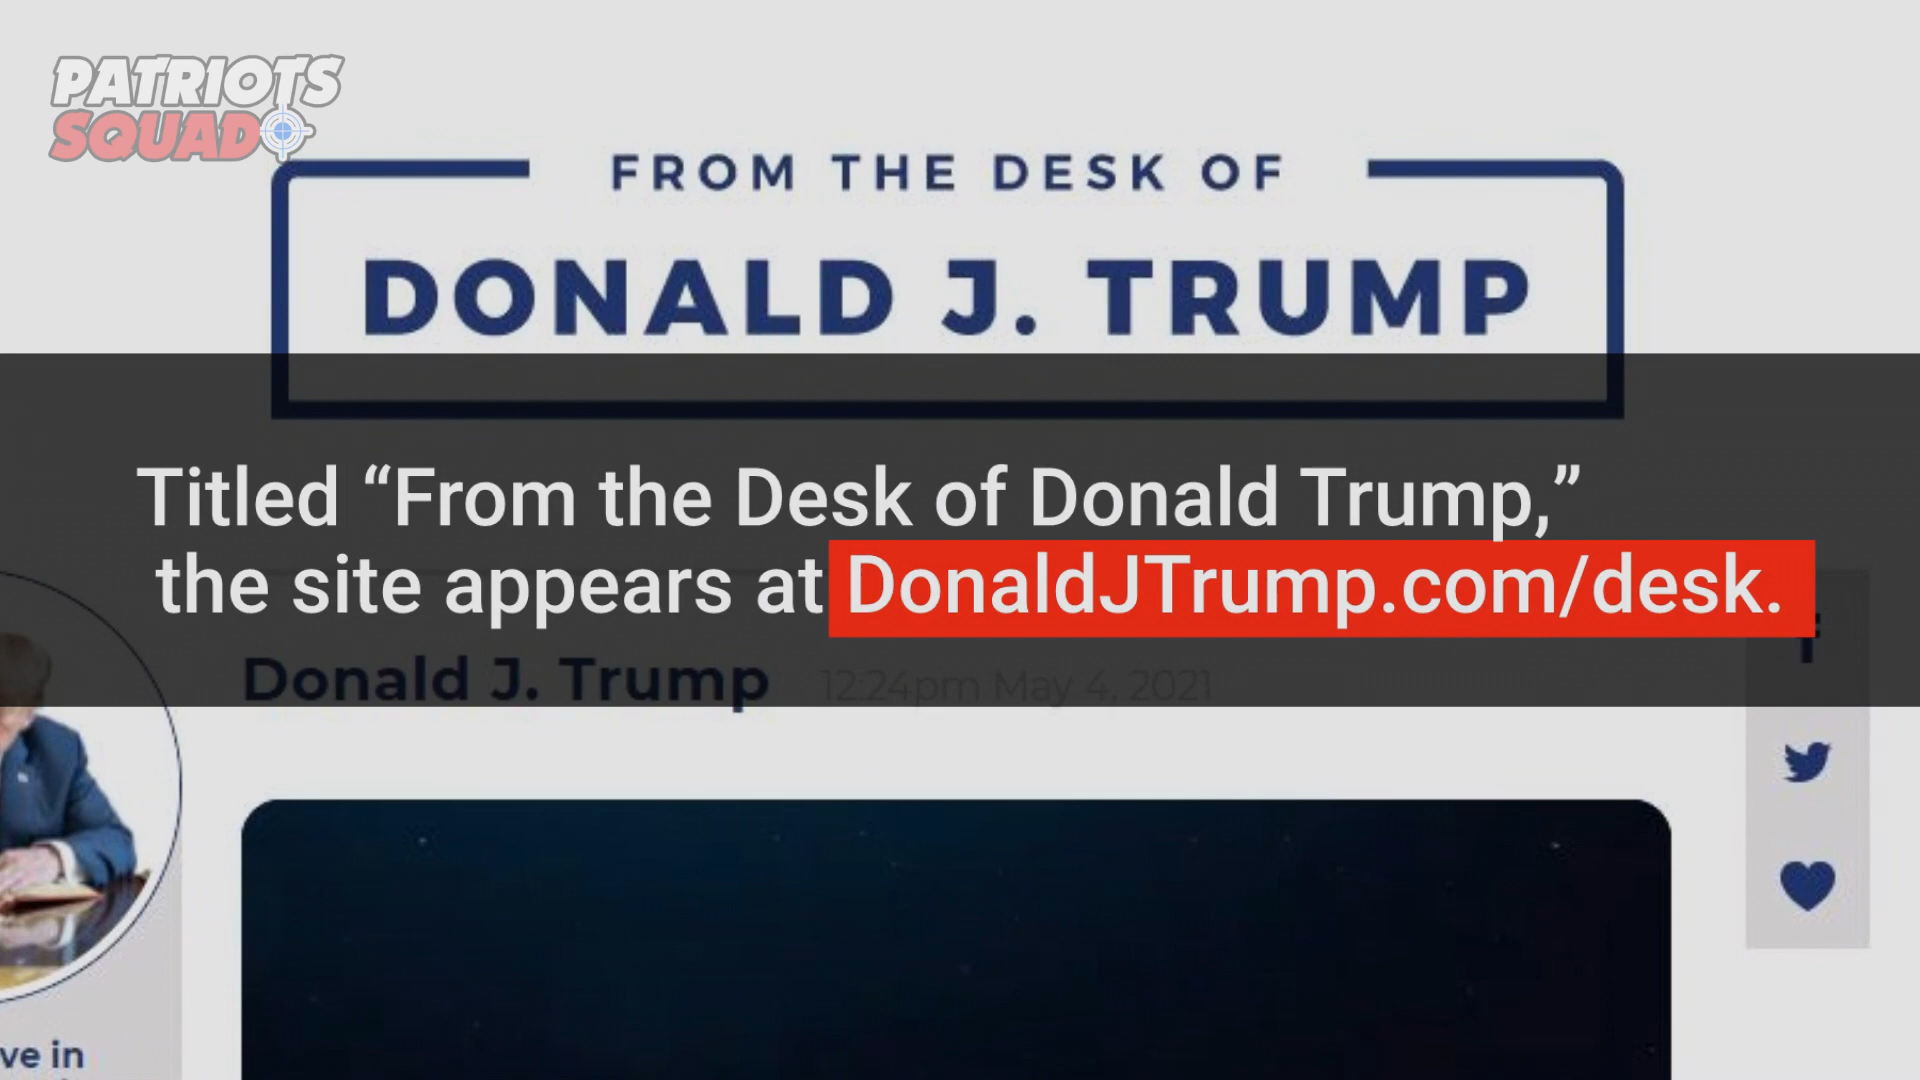 PATRIOTS
SQUAD
FROM THE DESK OF
DONALD J. TRUMP
Titled “From the Desk of Donald Trump,”
the site appears at DonaldJTrump.com/desk.
Donald J. Trump 12:24pm May 4, 2021
ve in